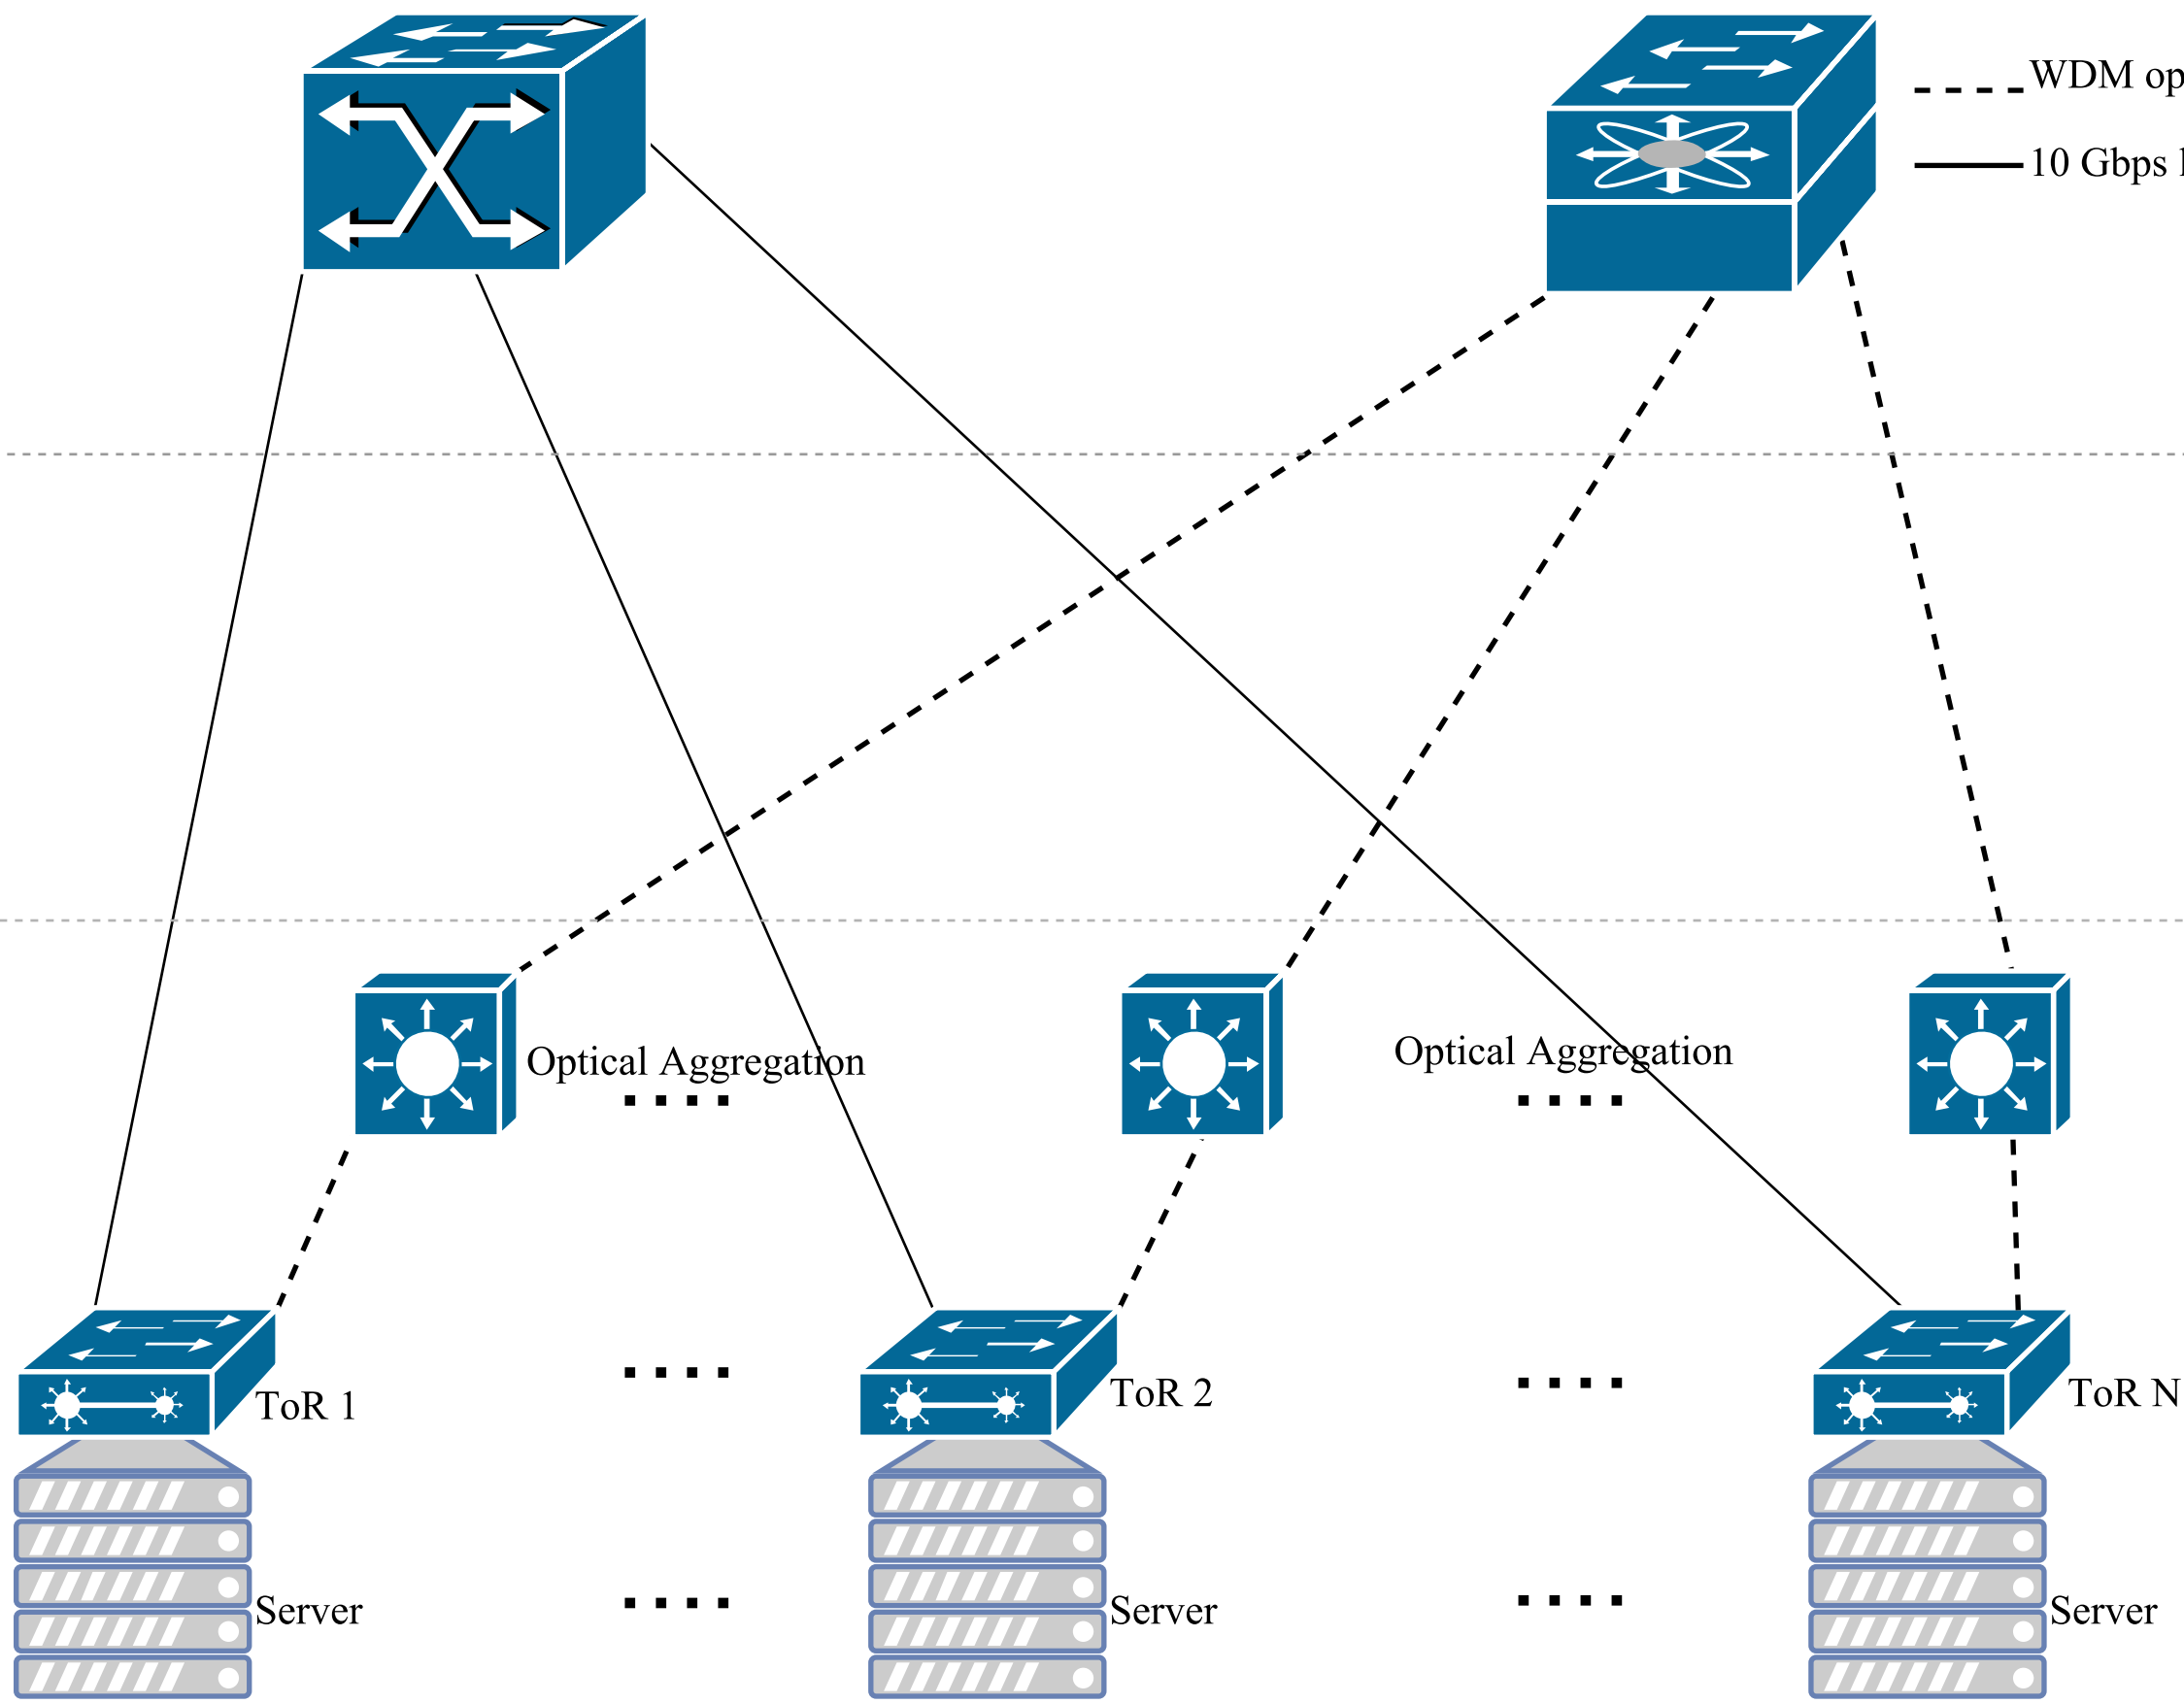 WDM op
10 Gbps
Optical Aggregation
Optical Aggregation
ToR 1
ToR 2
ToR N
Server
Server
Server